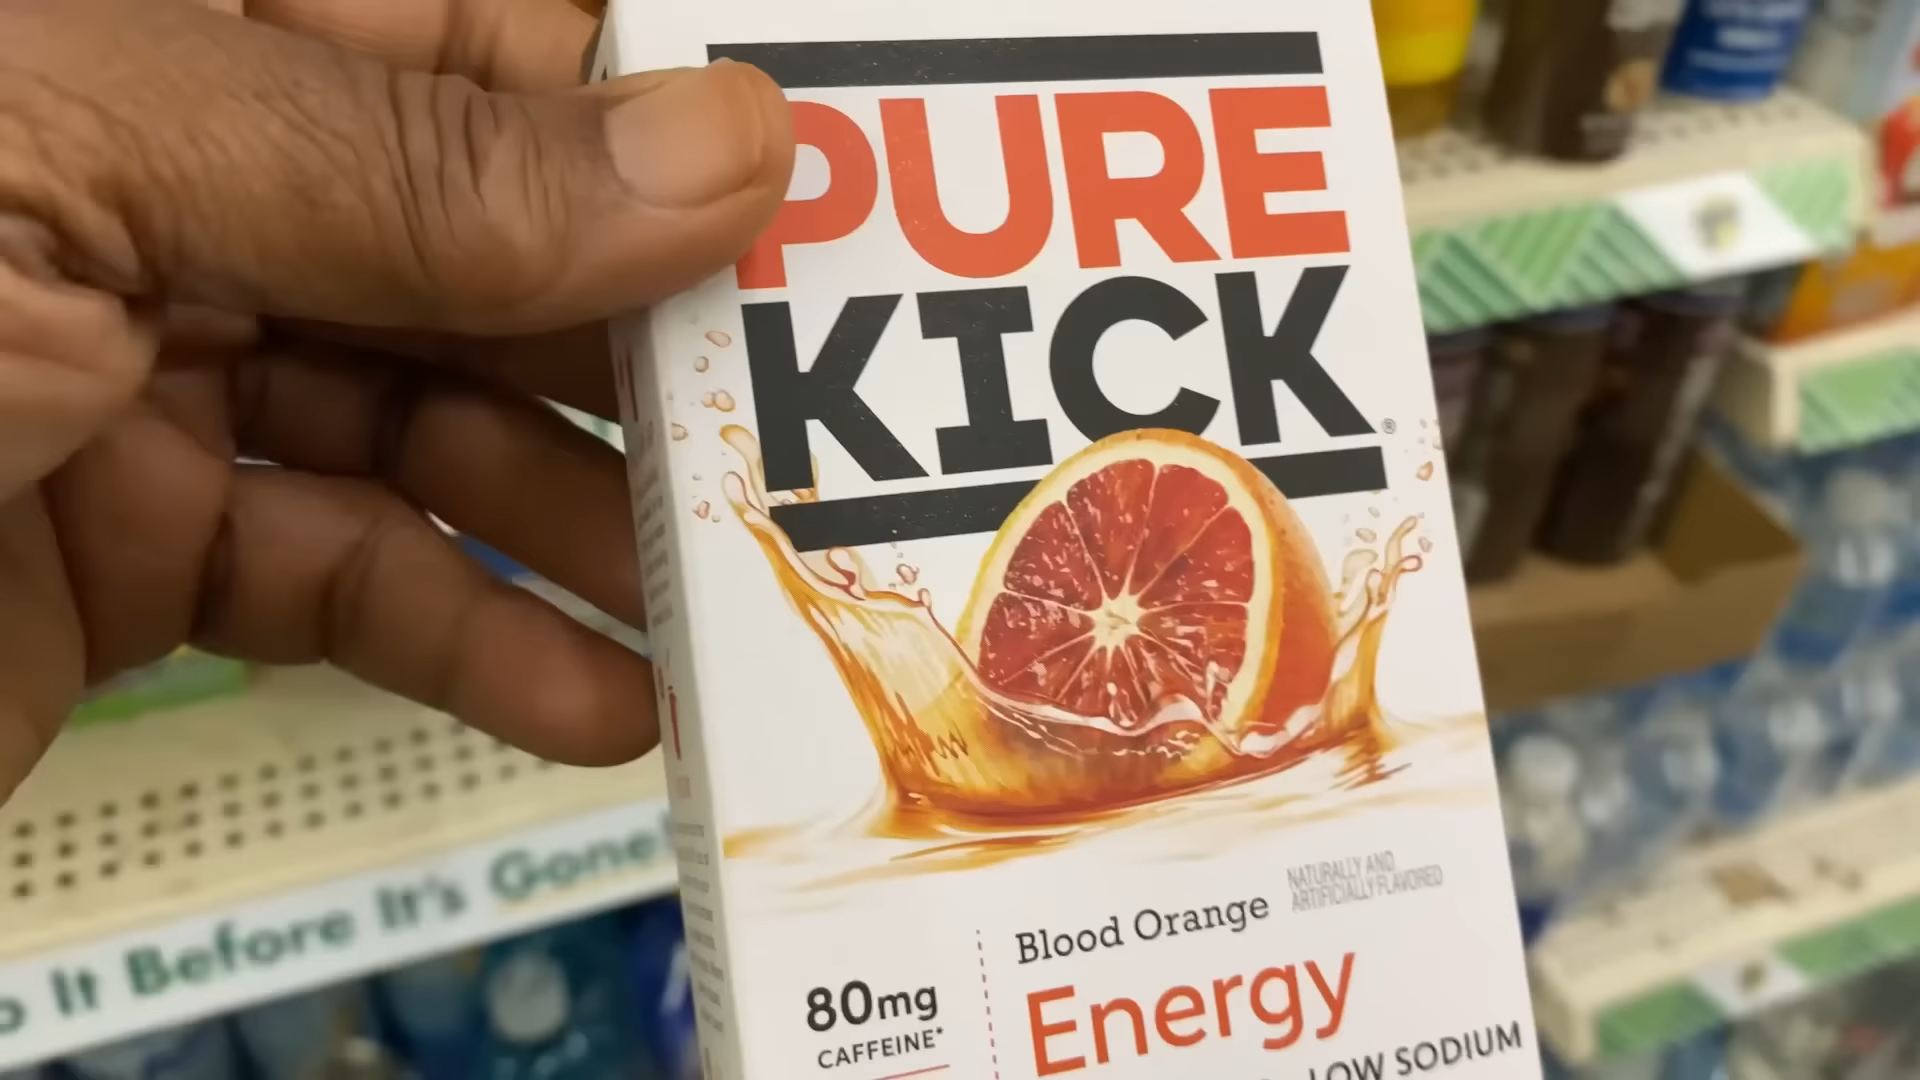 PURE
KICK®
Blood Orange
NATURALLY AND
ARTIFICIALLY FLAVORED
Energy
80mg
CAFFEINE*
LOW SODIUM
It Before It's Gone